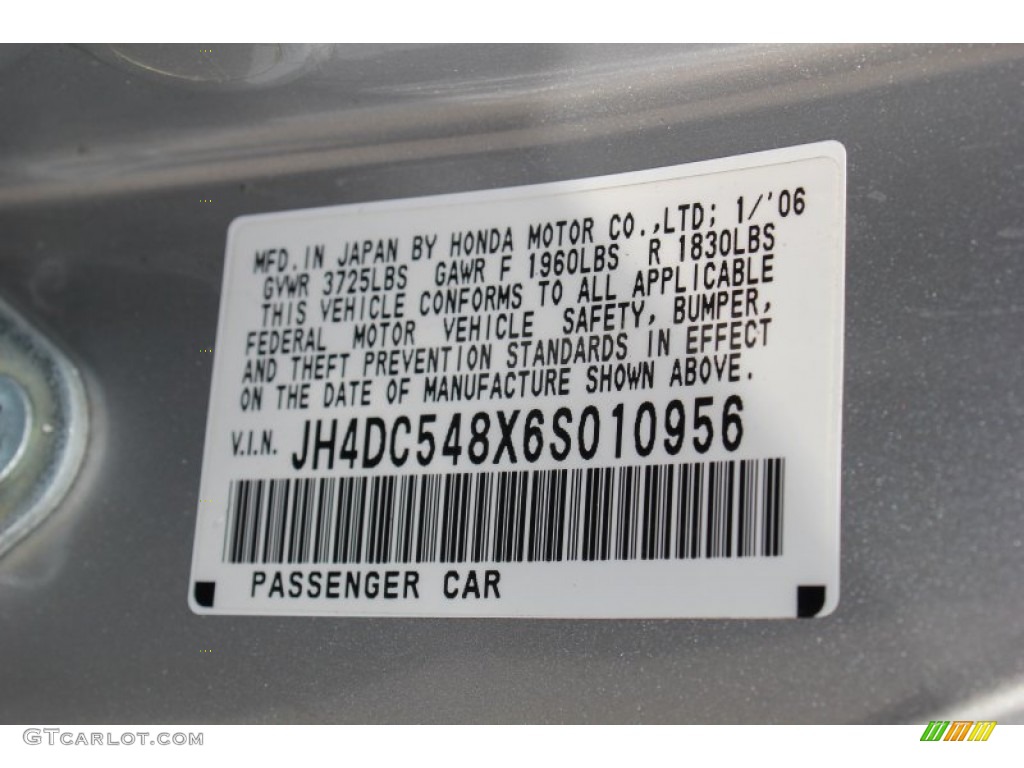 MFD. IN JAPAN BY HONDA MOTOR CO.,LTD; 1/'06
GVWR 3725LBS GAWR F 1960LBS R 1830LBS
THIS VEHICLE CONFORMS TO ALL APPLICABLE
FEDERAL MOTOR VEHICLE SAFETY, BUMPER,
AND THEFT PREVENTION STANDARDS IN EFFECT
ON THE DATE OF MANUFACTURE SHOWN ABOVE.
V.I.N. JH4DC548X6S010956
PASSENGER CAR
GTCarLot.com